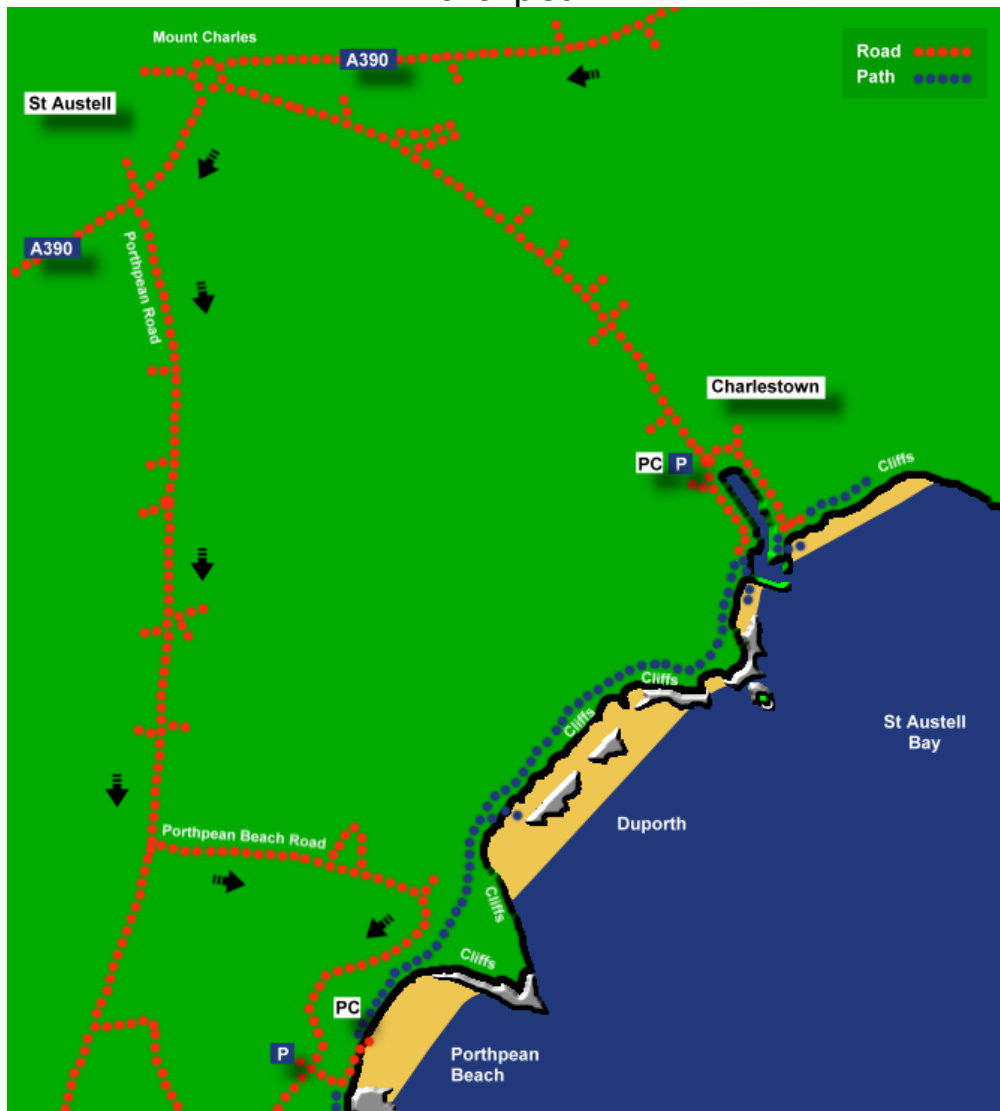 Mount Charles
A390
Road
Path
St Austell
A390
Porthpean Road
Charlestown
PC P
Cliffs
Cliffs
Cliffs
St Austell
Bay
Duporth
Porthpean Beach Road
Cliffs
Cliffs
PC
P
Porthpean
Beach